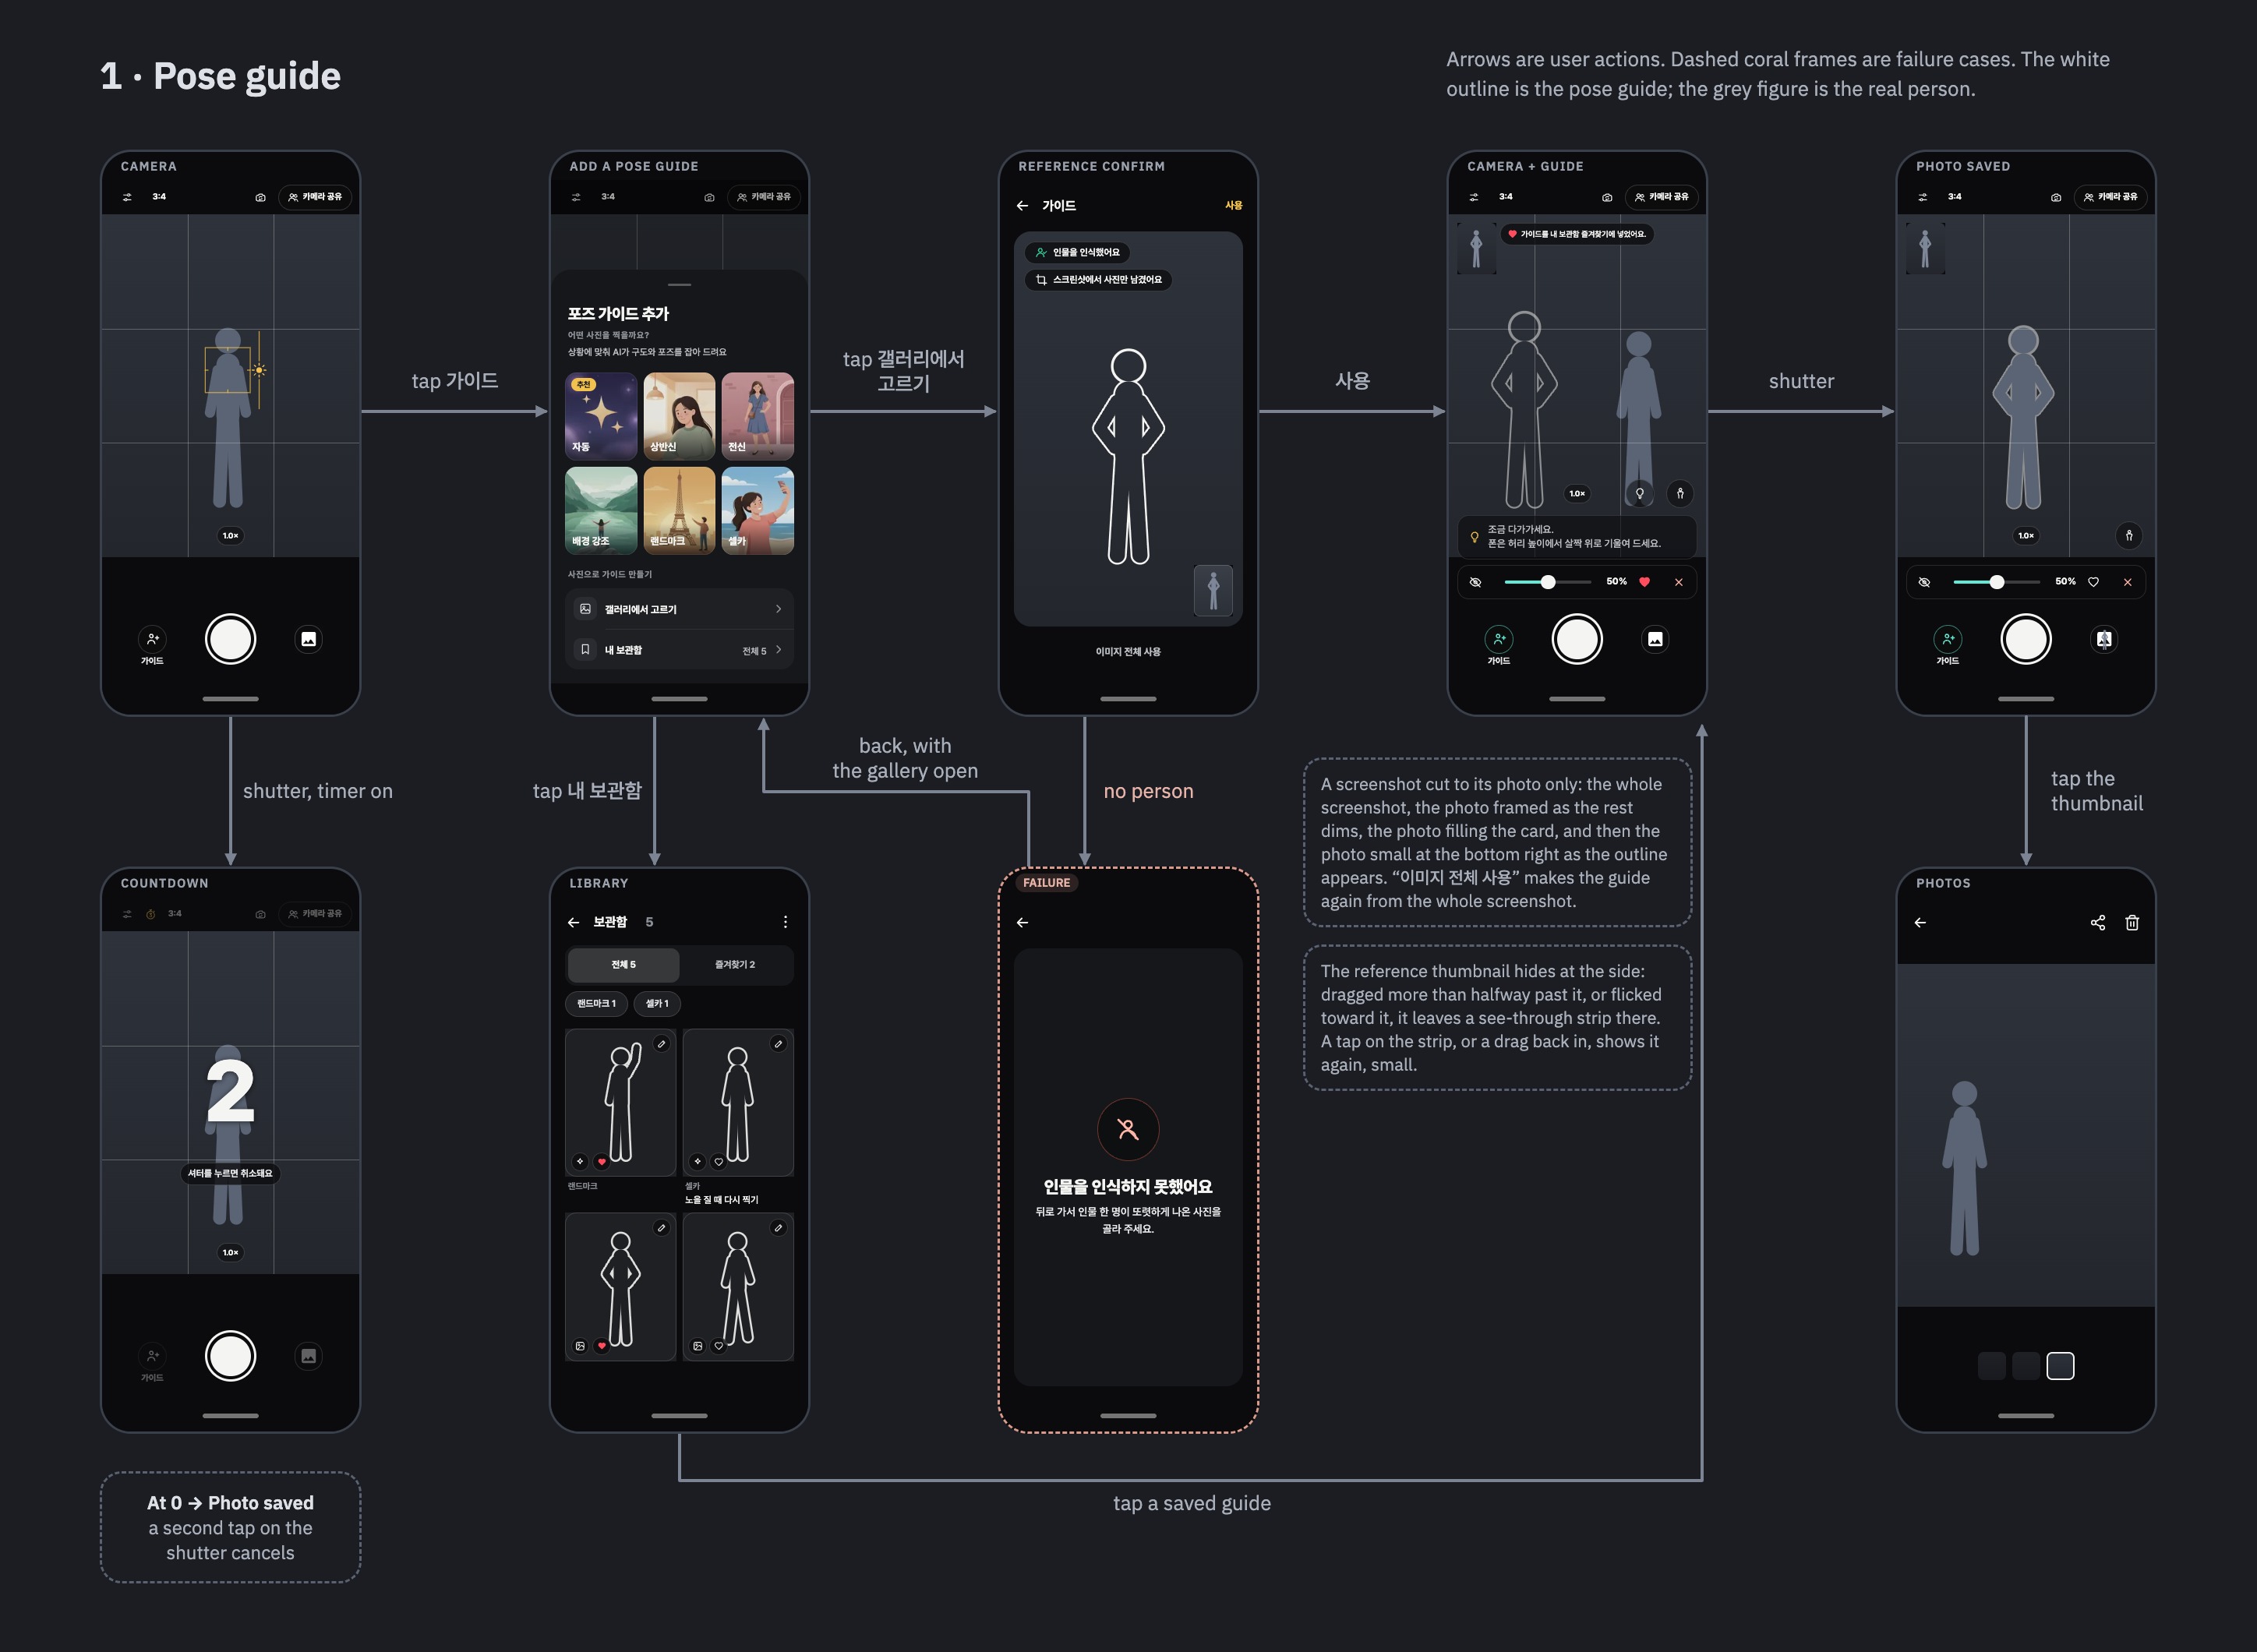 1 · Pose guide
Arrows are user actions. Dashed coral frames are failure cases. The white
outline is the pose guide; the grey figure is the real person.
CAMERA
3:4
카메라 공유
1.0×
가이드
tap 가이드
ADD A POSE GUIDE
3:4
카메라 공유
포즈 가이드 추가
어떤 사진을 찍을까요?
상황에 맞춰 AI가 구도와 포즈를 잡아 드려요
추천
자동
상반신
전신
배경 강조
랜드마크
셀카
사진으로 가이드 만들기
갤러리에서 고르기
내 보관함
전체 5
tap 갤러리에서
고르기
REFERENCE CONFIRM
가이드
사용
인물을 인식했어요
스크린샷에서 사진만 남겼어요
이미지 전체 사용
사용
CAMERA + GUIDE
3:4
카메라 공유
가이드를 내 보관함 즐겨찾기에 넣었어요.
1.0×
조금 다가가세요.
폰은 허리 높이에서 살짝 위로 기울여 드세요.
50%
가이드
shutter
PHOTO SAVED
3:4
카메라 공유
1.0×
50%
가이드
shutter, timer on
tap 내 보관함
back, with
the gallery open
no person
A screenshot cut to its photo only: the whole
screenshot, the photo framed as the rest
dims, the photo filling the card, and then the
photo small at the bottom right as the outline
appears. “이미지 전체 사용” makes the guide
again from the whole screenshot.
The reference thumbnail hides at the side:
dragged more than halfway past it, or flicked
toward it, it leaves a see-through strip there.
A tap on the strip, or a drag back in, shows it
again, small.
tap the
thumbnail
COUNTDOWN
3:4
카메라 공유
2
셔터를 누르면 취소돼요
1.0×
가이드
LIBRARY
보관함 5
전체 5
즐겨찾기 2
랜드마크 1
셀카 1
랜드마크
셀카
노을 질 때 다시 찍기
FAILURE
인물을 인식하지 못했어요
뒤로 가서 인물 한 명이 또렷하게 나온 사진을
골라 주세요.
PHOTOS
At 0 → Photo saved
a second tap on the
shutter cancels
tap a saved guide